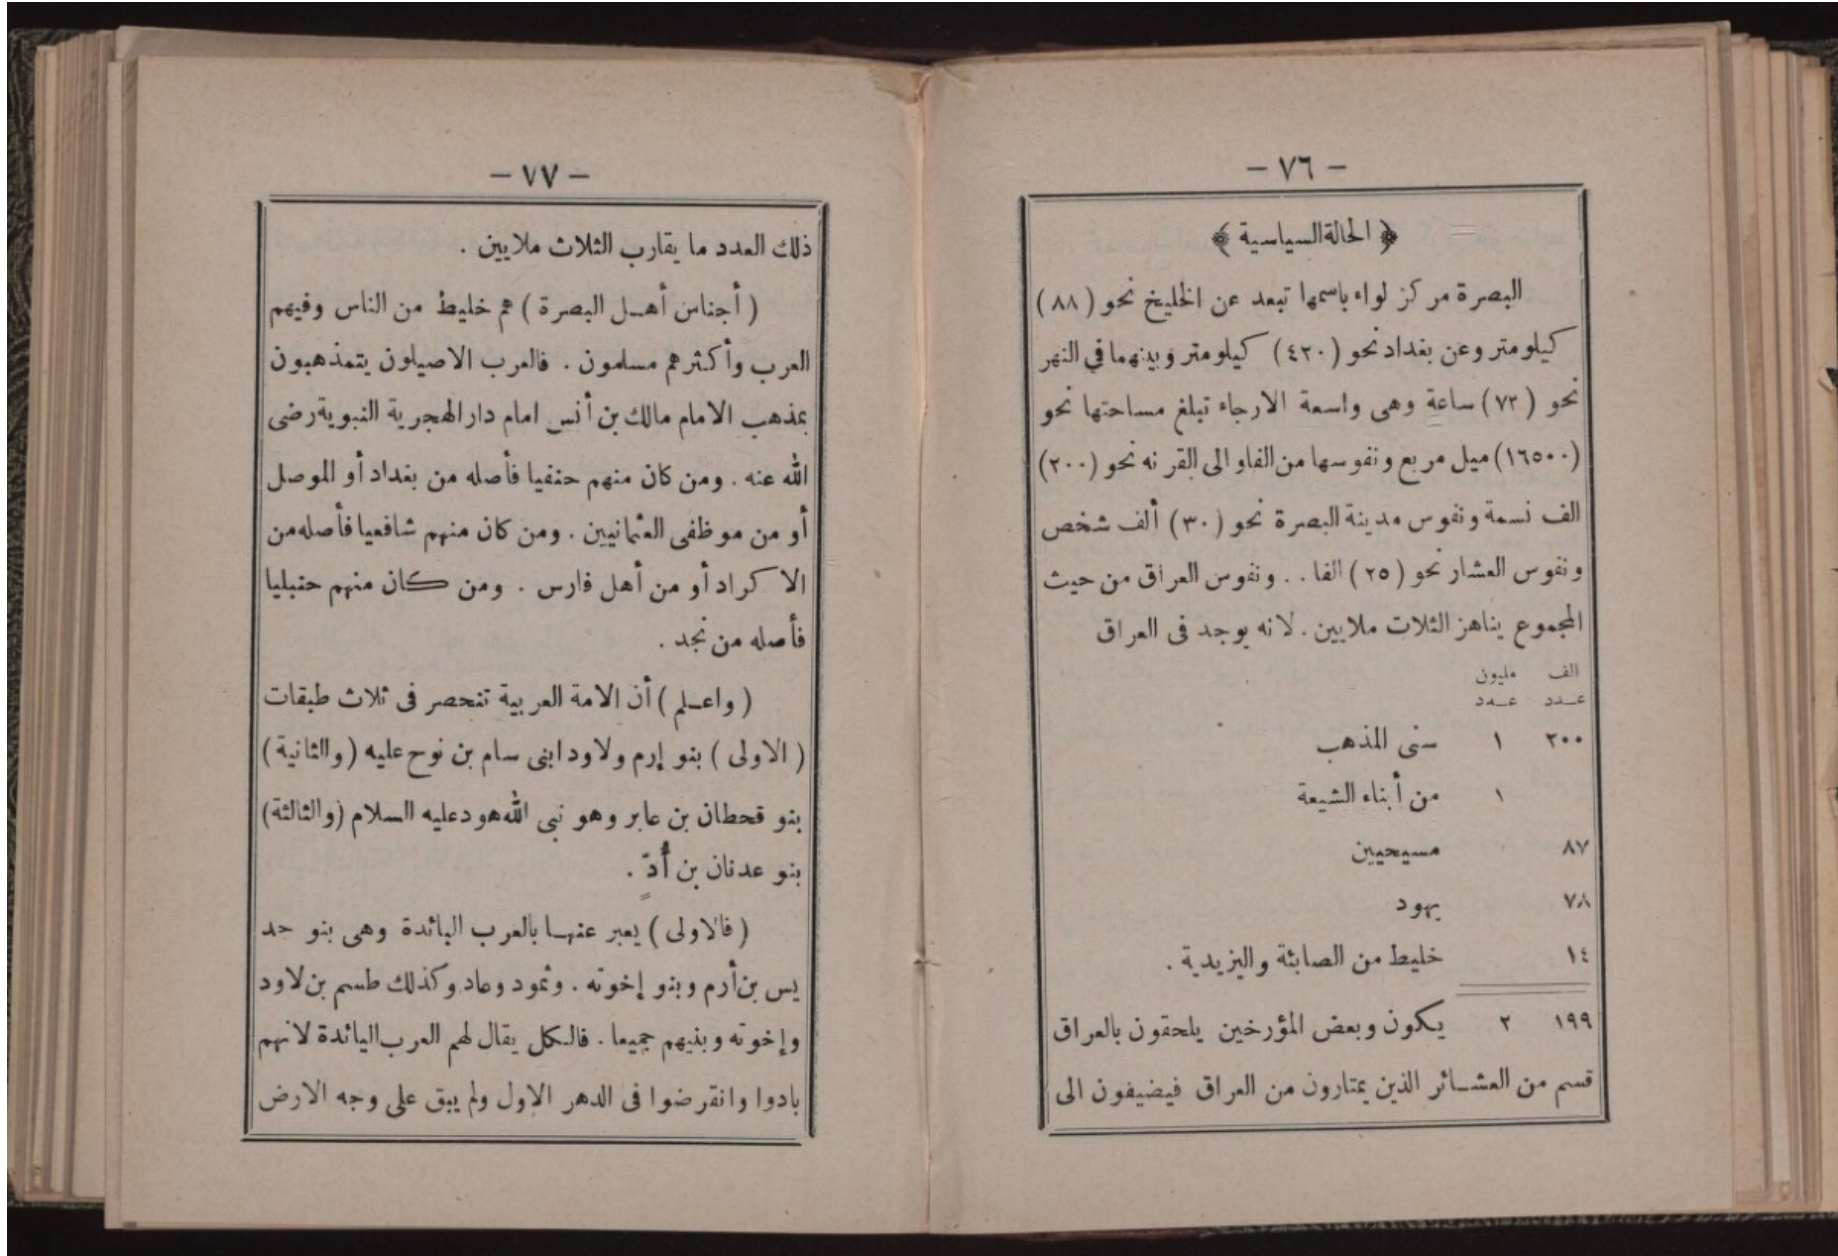 — ٧٦ —
﴿ الحالة السياسية ﴾
البصرة مركز لواء باسمها تبعد عن الخليج نحو (٨٨)
كيلومتر وعن بغداد نحو (٤٢٠) كيلومتر وبينهما في النهر
نحو (٧٢) ساعة وهى واسعة الارجاء تبلغ مساحتها نحو
(١٦٥٠٠) ميل مربع ونفوسها من الفاو الى القرنه نحو (٢٠٠)
الف نسمة ونفوس مدينة البصرة نحو (٣٠) ألف شخص
ونفوس العشار نحو (٢٥) الفا . . ونفوس العراق من حيث
المجموع يناهز الثلاث ملايين . لانه يوجد فى العراق
الف مليون
عـدد عـدد
٢٠٠ ١ سنى المذهب
١ من أبناء الشيعة
٨٧ مسيحيين
٧٨ يهود
١٤ خليط من الصابئة واليزيدية .
١٩٩ ٢ يكون وبعض المؤرخين يلحقون بالعراق
قسم من العشـائر الذين يمتارون من العراق فيضيفون الى
— ٧٧ —
ذلك العدد ما يقارب الثلاث ملايين .
( أجناس أهـل البصرة ) هم خليط من الناس وفيهم
العرب وأكثرهم مسلمون . فالعرب الاصيلون يتمذهبون
بمذهب الامام مالك بن أنس امام دار الهجرية النبوية رضى
الله عنه . ومن كان منهم حنفيا فأصله من بغداد أو الموصل
أو من موظفى العثمانيين . ومن كان منهم شافعيا فأصله من
الاكراد أو من أهل فارس . ومن كان منهم حنبليا
فأصله من نجد .
( واعـلم ) أن الامة العربية تنحصر فى ثلاث طبقات
( الاولى ) بنو إرم ولاود ابنى سام بن نوح عليه (والثانية)
بنو قحطان بن عابر وهو نبى الله هود عليه السلام (والثالثة)
بنو عدنان بن أُدّ .
( فالاولى ) يعبر عنهـا بالعرب البائدة وهى بنو جد
يس بن أرم وبنو إخوته . وثمود وعاد وكذلك طسم بن لاود
وإخوته وبنيهم جميعا . فالكل يقال لهم العرب البائدة لانهم
بادوا وانقرضوا فى الدهر الاول ولم يبق على وجه الارض